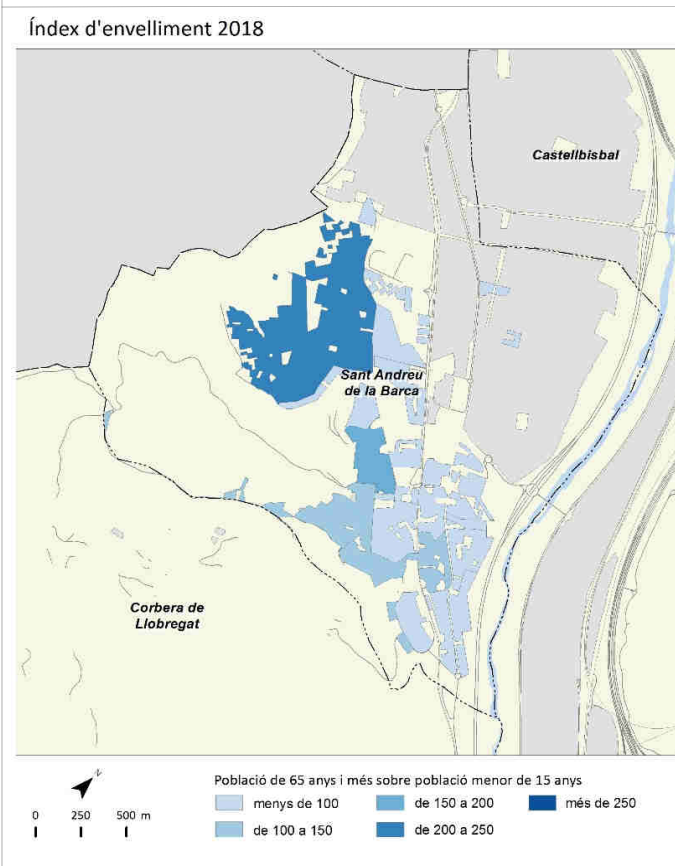 Índex d'envelliment 2018
Castellbisbal
Sant Andreu
de la Barca
Corbera de
Llobregat
N
0 250 500 m
Població de 65 anys i més sobre població menor de 15 anys
menys de 100
de 150 a 200
més de 250
de 100 a 150
de 200 a 250